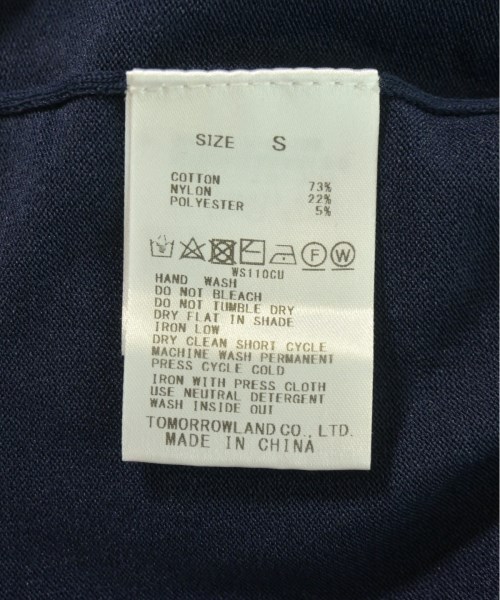 SIZE S
COTTON 73%
NYLON 22%
POLYESTER 5%
F W
WS110CU
HAND WASH
DO NOT BLEACH
DO NOT TUMBLE DRY
DRY FLAT IN SHADE
IRON LOW
DRY CLEAN SHORT CYCLE
MACHINE WASH PERMANENT
PRESS CYCLE COLD
IRON WITH PRESS CLOTH
USE NEUTRAL DETERGENT
WASH INSIDE OUT
TOMORROWLAND CO., LTD.
MADE IN CHINA